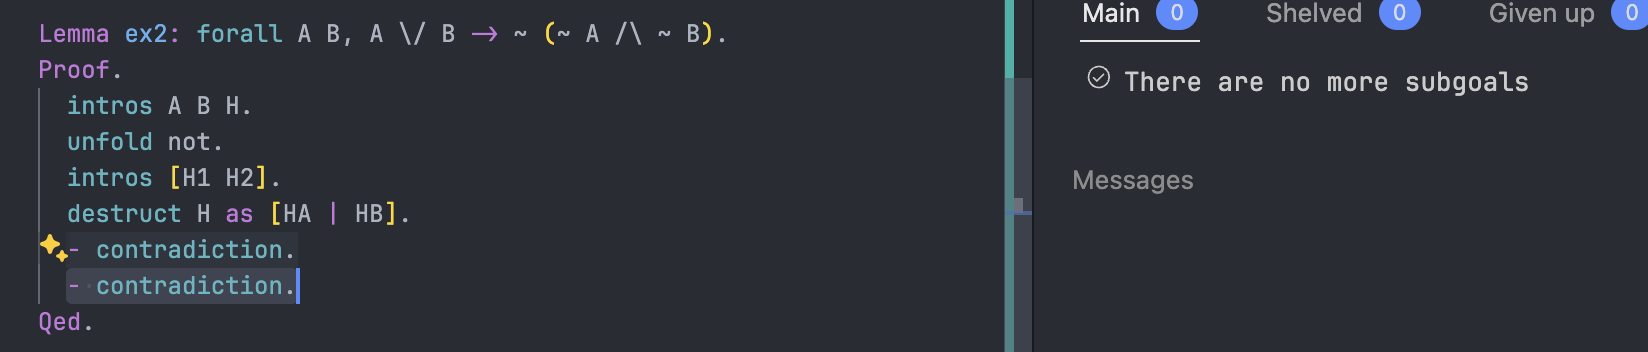 Lemma ex2: forall A B, A \/ B -> ~ (~ A /\ ~ B).
Proof.
intros A B H.
unfold not.
intros [H1 H2].
destruct H as [HA | HB].
- contradiction.
- contradiction.
Qed.
Main 0 Shelved 0 Given up 0
There are no more subgoals
Messages